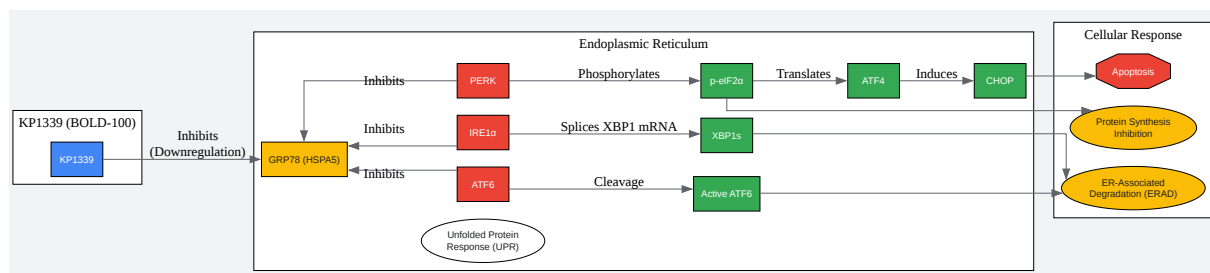 Endoplasmic Reticulum
Cellular Response
KP1339 (BOLD-100)
KP1339
Inhibits
(Downregulation)
GRP78 (HSPA5)
Inhibits
PERK
Phosphorylates
p-eIF2α
Translates
ATF4
Induces
CHOP
Apoptosis
Inhibits
IRE1α
Splices XBP1 mRNA
XBP1s
Protein Synthesis
Inhibition
Inhibits
ATF6
Cleavage
Active ATF6
ER-Associated
Degradation (ERAD)
Unfolded Protein
Response (UPR)